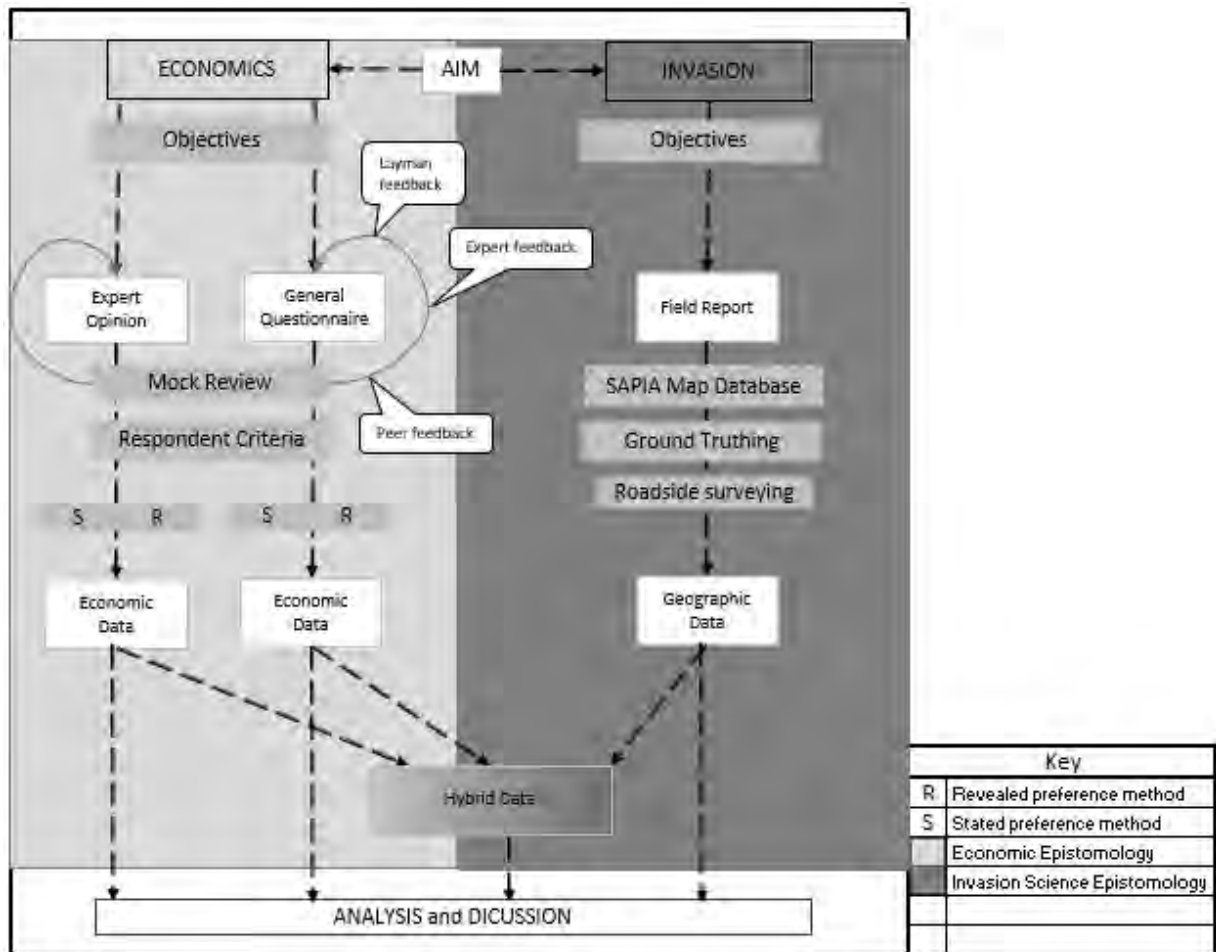 ECONOMICS
AIM
INVASION
Objectives
Objectives
Layman
feedback
Expert feedback
Expert
Opinion
General
Questionnaire
Field Report
Mock Review
SAPIA Map Database
Peer feedback
Respondent Criteria
Ground Truthing
Roadside surveying
S R S R
Economic
Data
Economic
Data
Geographic
Data
Hybrid Data
ANALYSIS and DICUSSION
Key
R Revealed preference method
S Stated preference method
Economic Epistomology
Invasion Science Epistomology